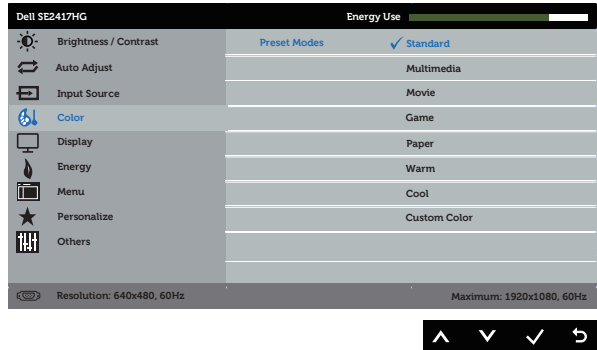 Dell SE2417HG Energy Use
Brightness / Contrast Preset Modes Standard
Auto Adjust Multimedia
Input Source Movie
Color Game
Display Paper
Energy Warm
Menu Cool
Personalize Custom Color
Others
Resolution: 640x480, 60Hz Maximum: 1920x1080, 60Hz